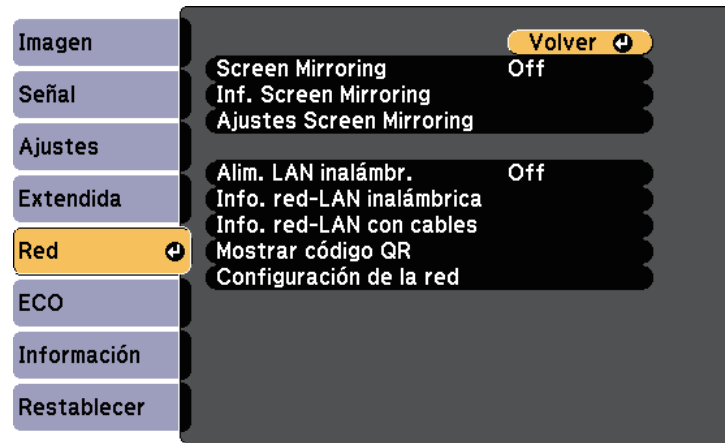 Imagen
Señal
Ajustes
Extendida
Red
ECO
Información
Restablecer
Volver
Screen Mirroring Off
Inf. Screen Mirroring
Ajustes Screen Mirroring
Alim. LAN inalámbr. Off
Info. red-LAN inalámbrica
Info. red-LAN con cables
Mostrar código QR
Configuración de la red